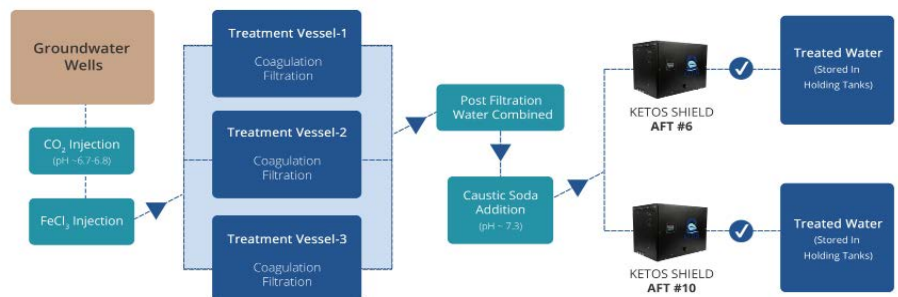 Groundwater
Wells
CO₂ Injection
(pH ~6.7-6.8)
FeCl₃ Injection
Treatment Vessel-1
Coagulation
Filtration
Treatment Vessel-2
Coagulation
Filtration
Treatment Vessel-3
Coagulation
Filtration
Post Filtration
Water Combined
Caustic Soda
Addition
(pH ~ 7.3)
KETOS SHIELD
AFT #6
Treated Water
(Stored In
Holding Tanks)
KETOS SHIELD
AFT #10
Treated Water
(Stored In
Holding Tanks)